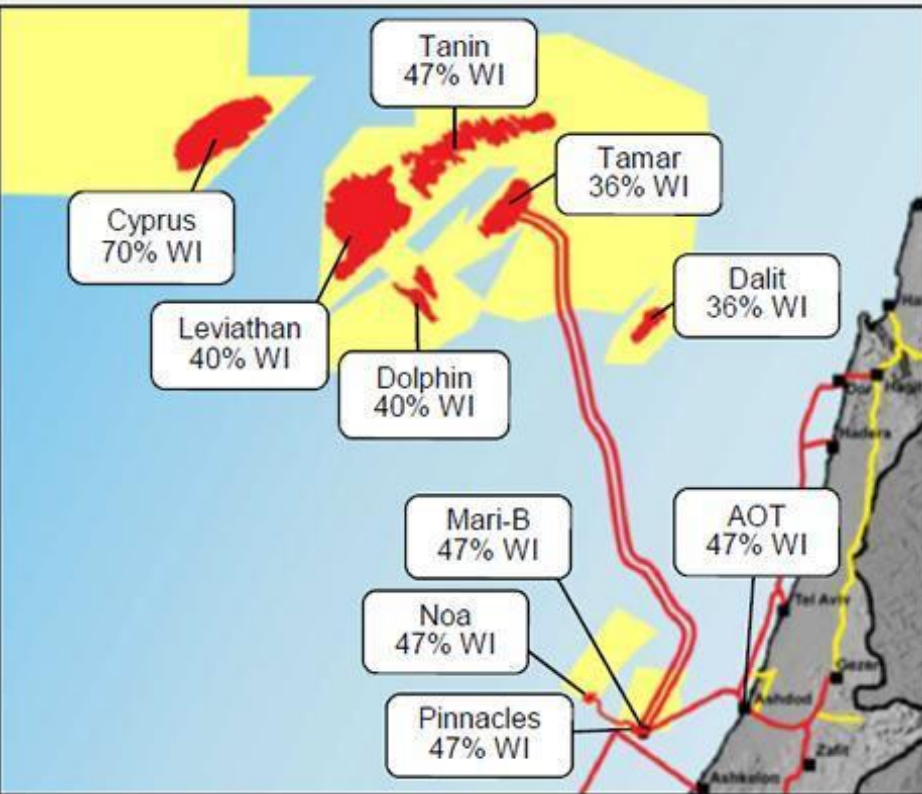 Tanin
47% WI
Tamar
36% WI
Cyprus
70% WI
Dalit
36% WI
Leviathan
40% WI
Dolphin
40% WI
Dor
Hadera
Mari-B
47% WI
AOT
47% WI
Tel Aviv
Noa
47% WI
Gezer
Ashdod
Pinnacles
47% WI
Zafit
Ashkelon